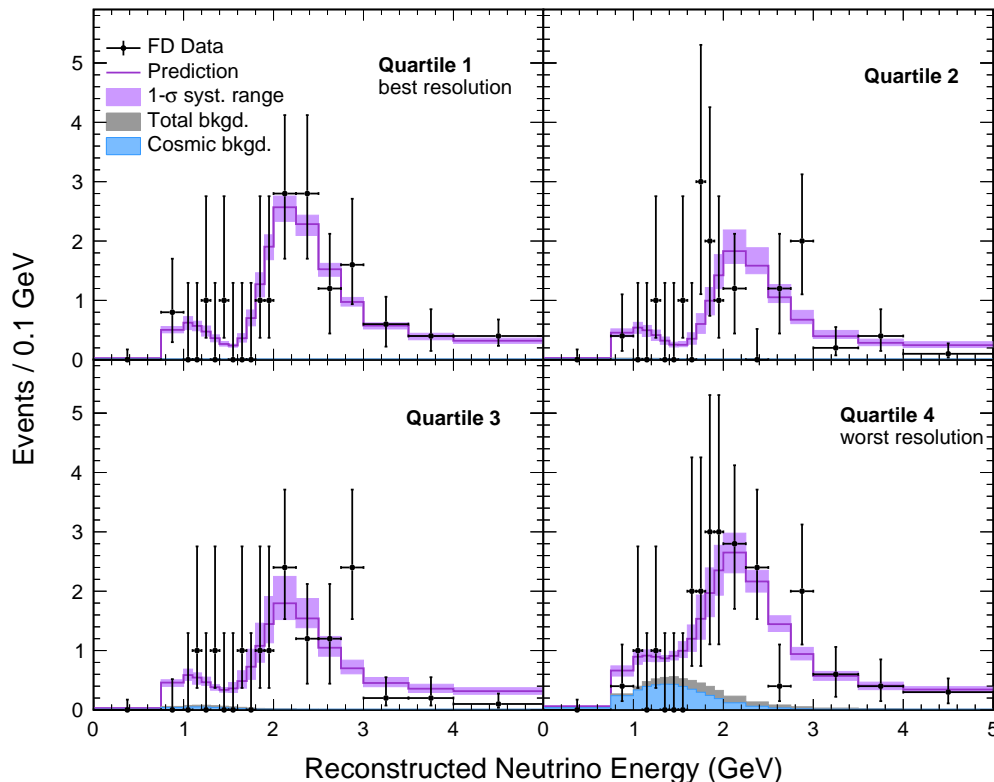 FD Data
Prediction
1-σ syst. range
Total bkgd.
Cosmic bkgd.
Quartile 1
best resolution
Quartile 2
Quartile 3
Quartile 4
worst resolution
5
4
3
2
1
0
5
4
3
2
1
0
0 1 2 3 4 0 1 2 3 4 5
Events / 0.1 GeV
Reconstructed Neutrino Energy (GeV)